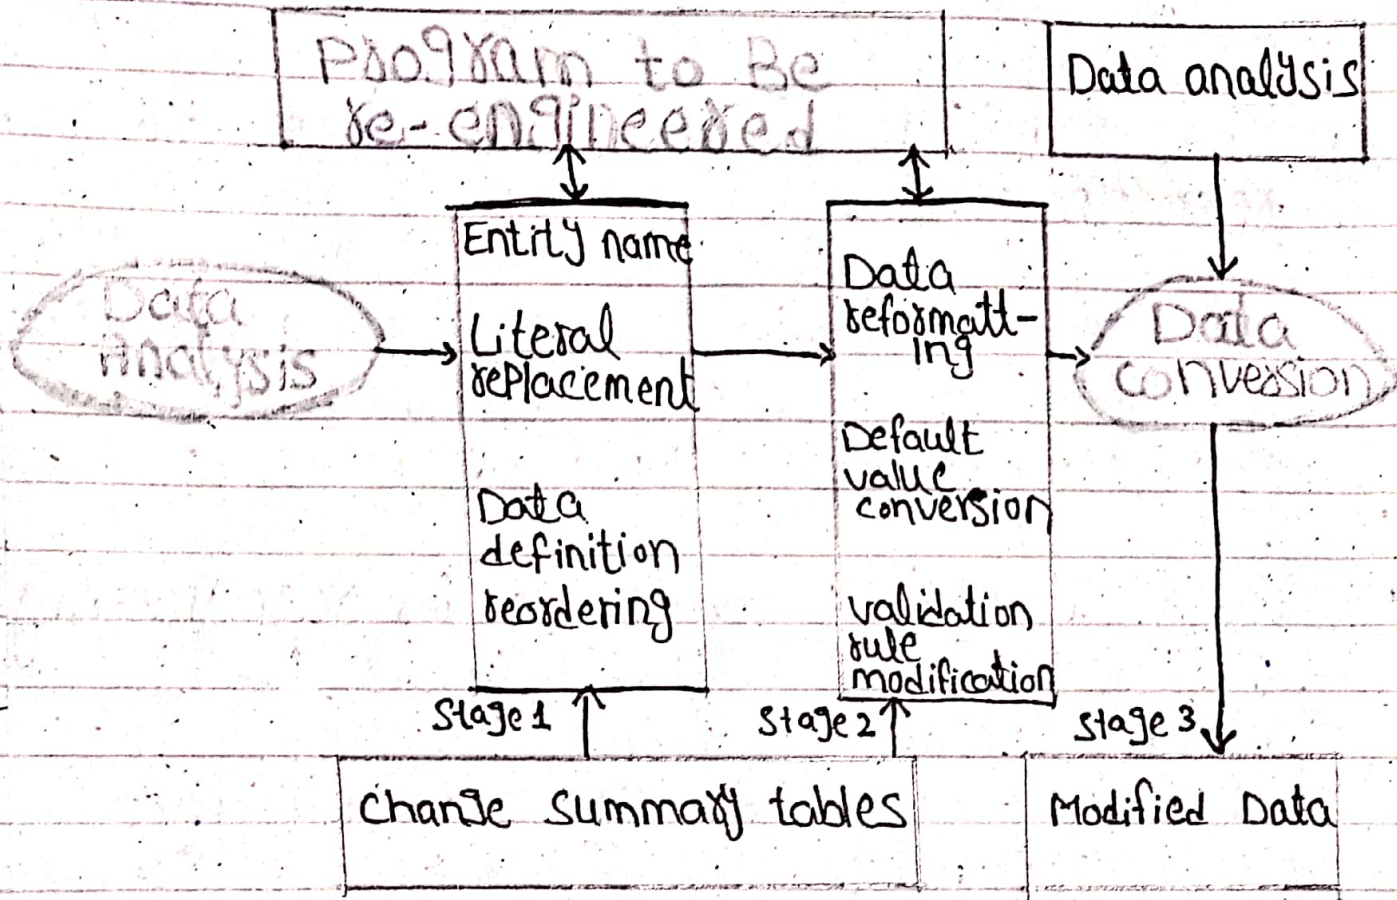 Program to Be
re-engineered
Data analysis
Data
Analysis
Entity name
Literal
replacement
Data
definition
reordering
Data
reformatt-
ing
Default
value
conversion
validation
rule
modification
Data
conversion
Stage 1
Stage 2
Stage 3
Change Summary tables
Modified Data